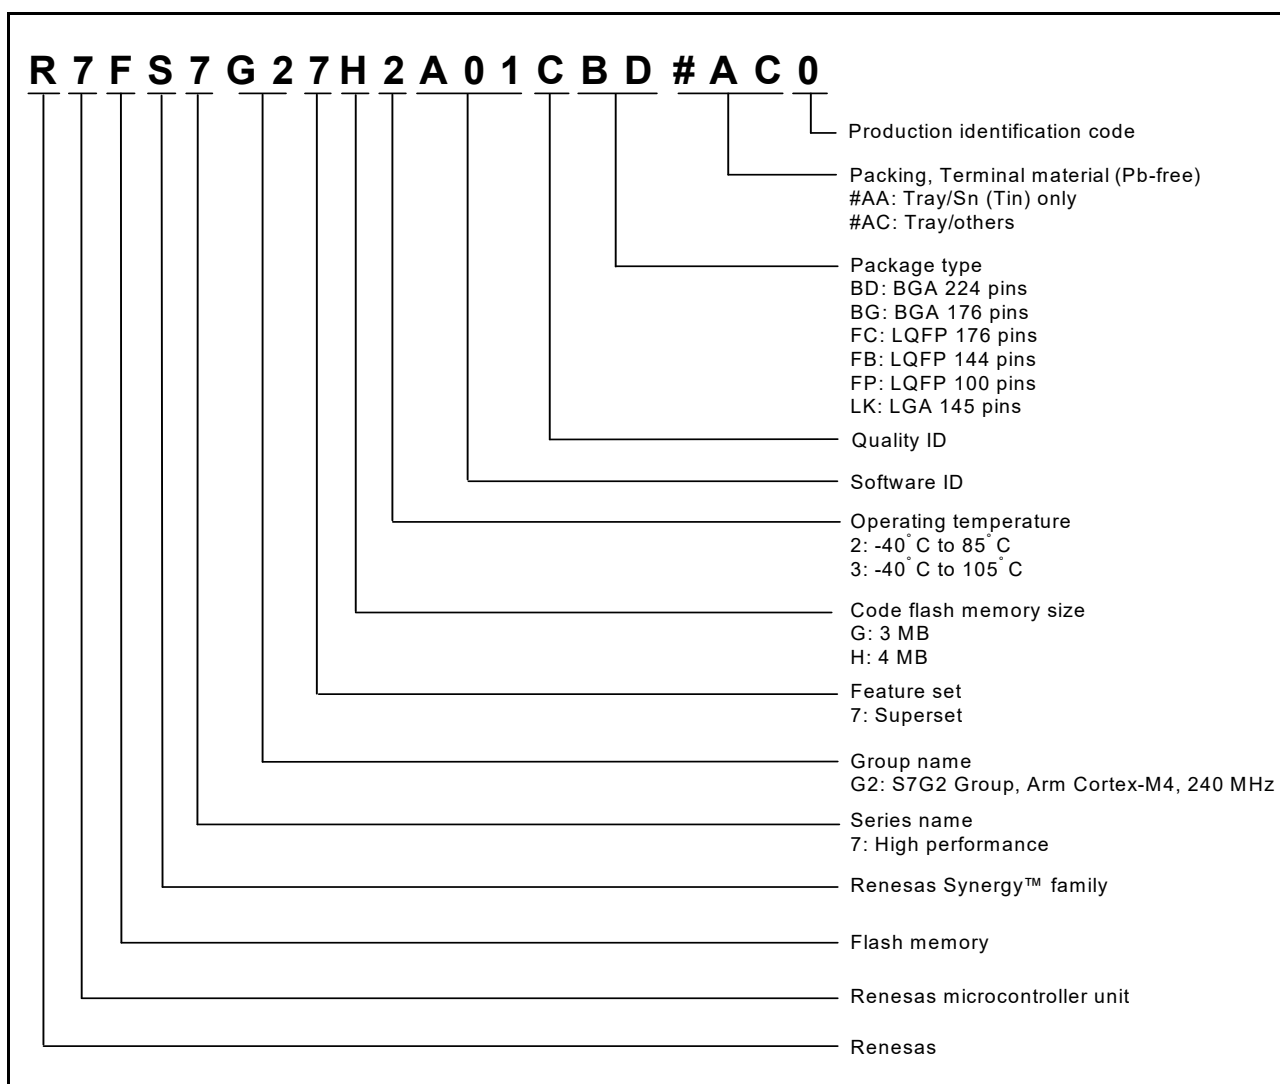 R 7 F S 7 G 2 7 H 2 A 0 1 C B D # A C 0
Production identification code
Packing, Terminal material (Pb-free)
#AA: Tray/Sn (Tin) only
#AC: Tray/others
Package type
BD: BGA 224 pins
BG: BGA 176 pins
FC: LQFP 176 pins
FB: LQFP 144 pins
FP: LQFP 100 pins
LK: LGA 145 pins
Quality ID
Software ID
Operating temperature
2: -40°C to 85°C
3: -40°C to 105°C
Code flash memory size
G: 3 MB
H: 4 MB
Feature set
7: Superset
Group name
G2: S7G2 Group, Arm Cortex-M4, 240 MHz
Series name
7: High performance
Renesas Synergy™ family
Flash memory
Renesas microcontroller unit
Renesas